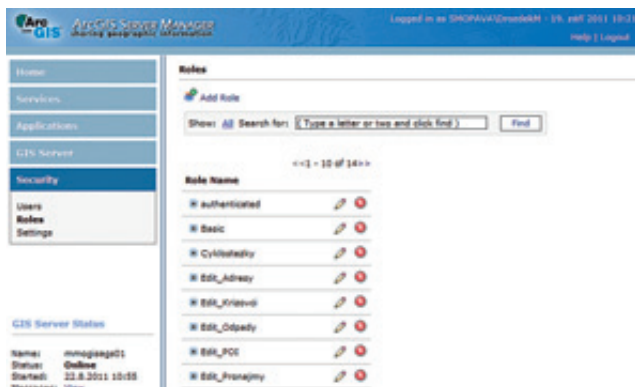 ArcGIS
ArcGIS Server Manager
sharing geographic information
Logged in as SMOPAVA\DrozdekM - 19. září 2011 10:2
Help | Logout
Home
Services
Applications
GIS Server
Security
Users
Roles
Settings
GIS Server Status
Name: mmogisags01
Status: Online
Started: 22.8.2011 10:55
Roles
Add Role
Show: All Search for: ( Type a letter or two and click find ) Find
<<1 - 10 of 14>>
Role Name
authenticated
Basic
Cyklostezky
Edit_Adresy
Edit_Odpady
Edit_POI
Edit_Pronajmy